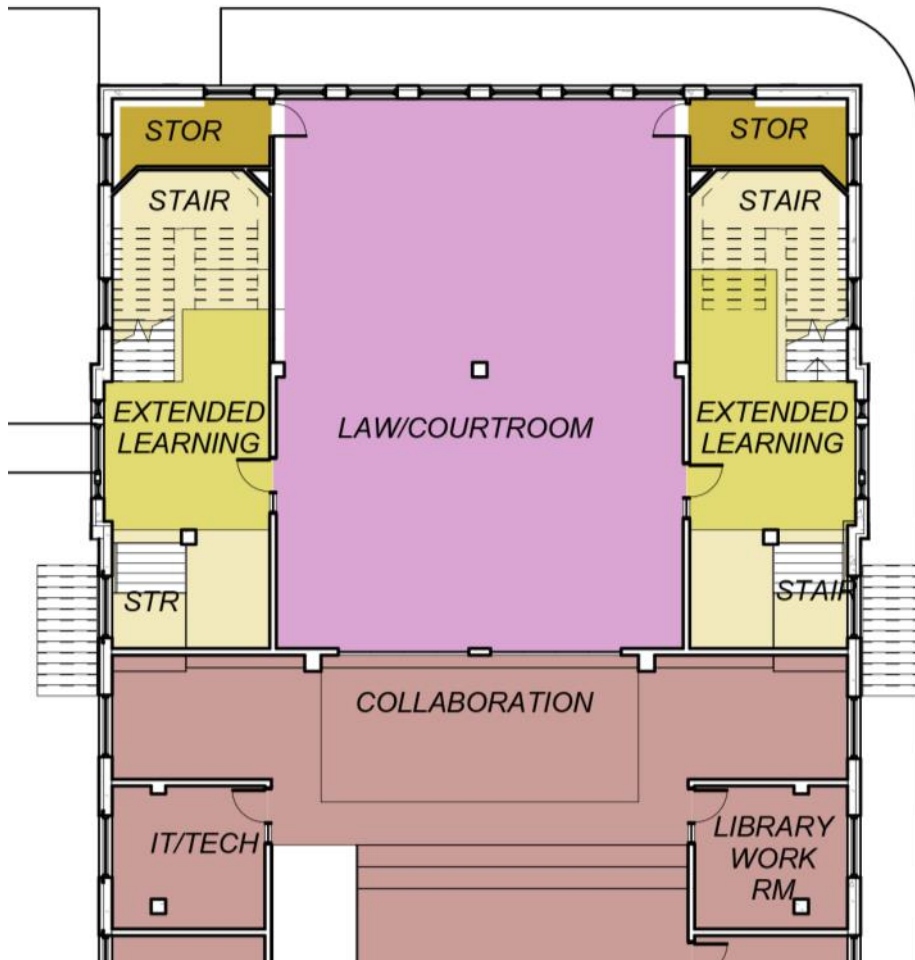 STOR
STOR
STAIR
STAIR
EXTENDED
LEARNING
LAW/COURTROOM
EXTENDED
LEARNING
STR
STAIR
COLLABORATION
IT/TECH
LIBRARY
WORK
RM